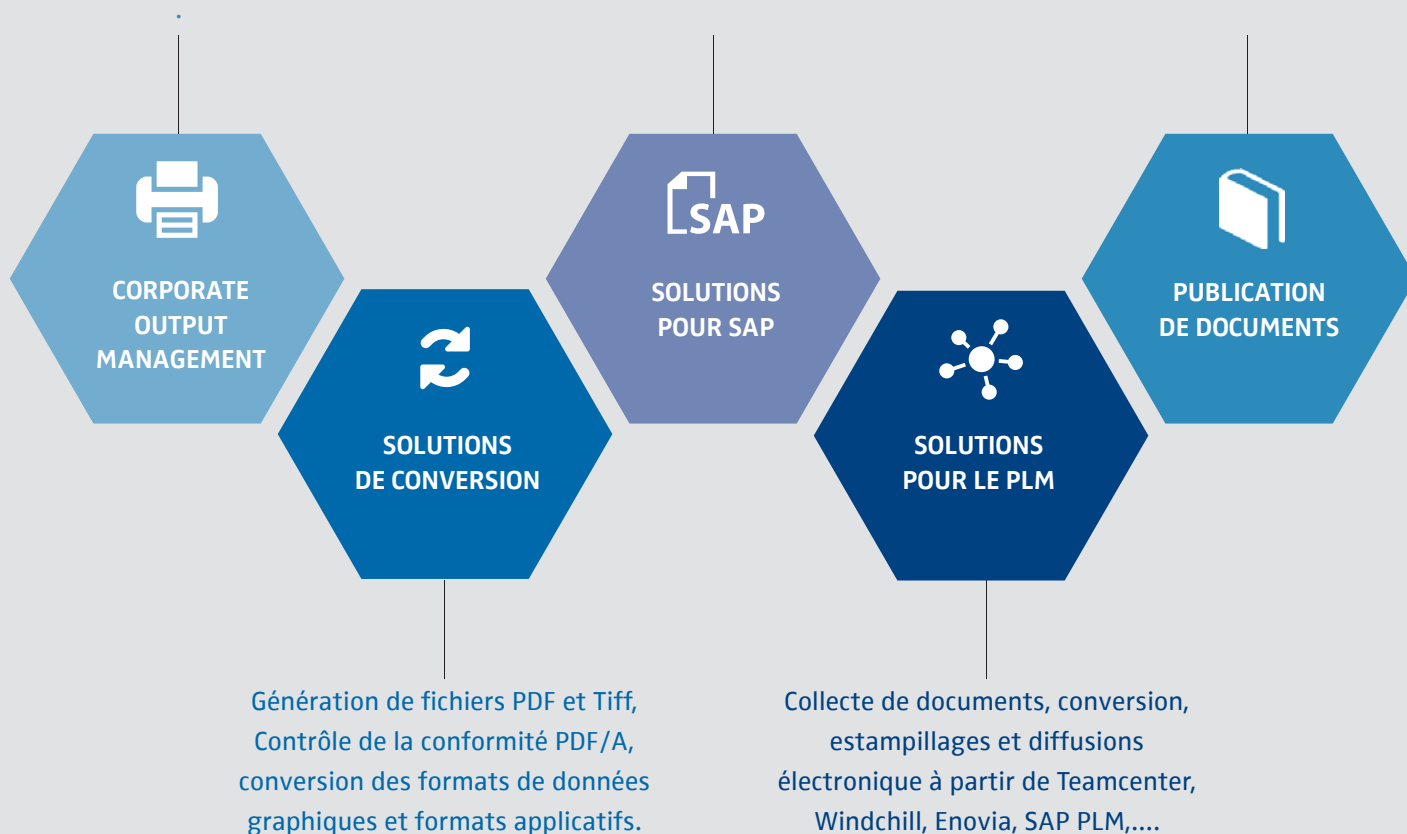 CORPORATE
OUTPUT
MANAGEMENT
SOLUTIONS
DE CONVERSION
SAP
SOLUTIONS
POUR SAP
SOLUTIONS
POUR LE PLM
PUBLICATION
DE DOCUMENTS
Génération de fichiers PDF et Tiff,
Contrôle de la conformité PDF/A,
conversion des formats de données
graphiques et formats applicatifs.
Collecte de documents, conversion,
estampillages et diffusions
électronique à partir de Teamcenter,
Windchill, Enovia, SAP PLM,....